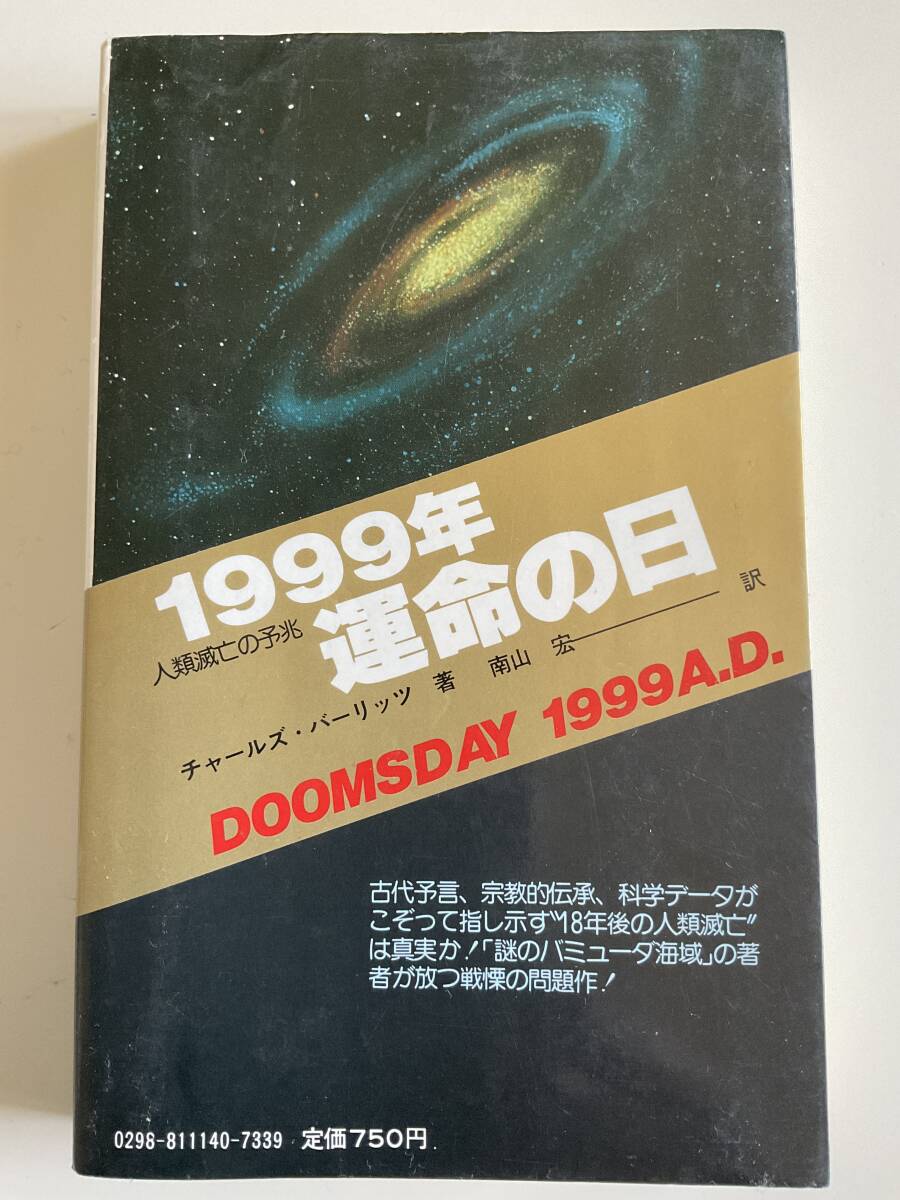 1999年
運命の日
人類滅亡の予兆
チャールズ・バーリッツ 著 南山 宏 訳
DOOMSDAY 1999A.D.
古代予言、宗教的伝承、科学データが
こぞって指し示す“18年後の人類滅亡”
は真実か!「謎のバミューダ海域」の著
者が放つ戦慄の問題作!
0298-811140-7339 定価750円